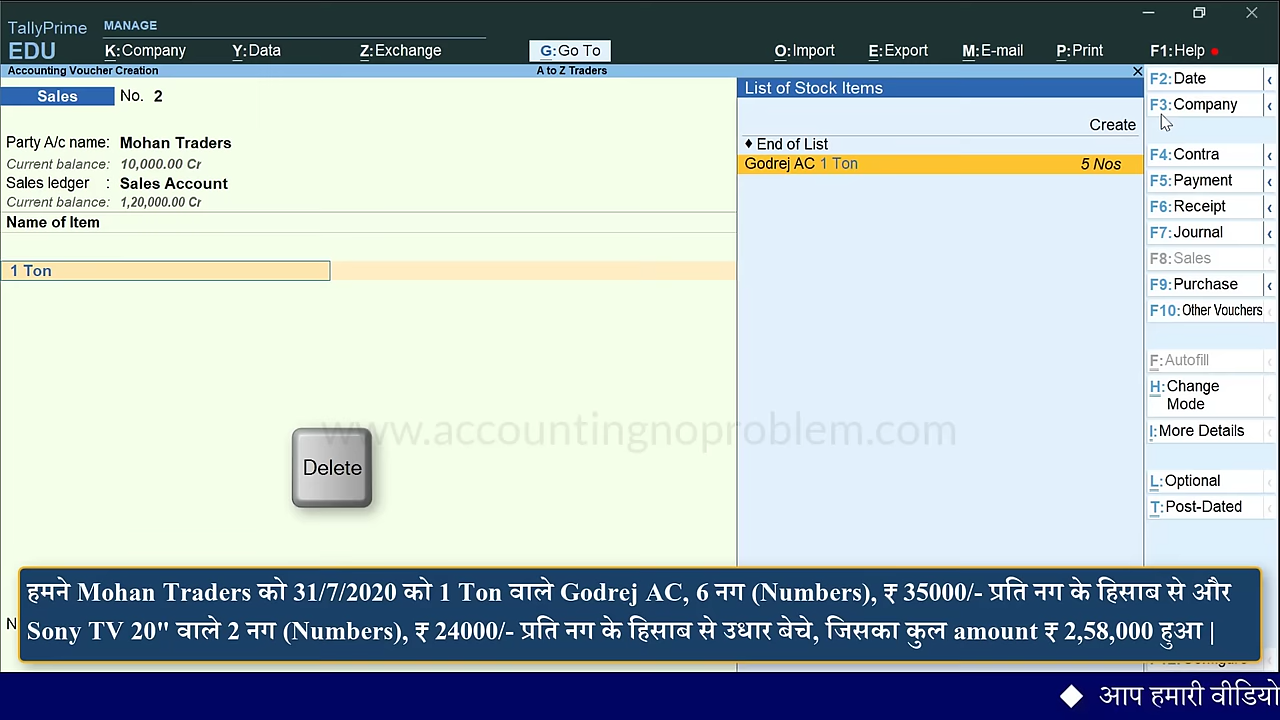 MANAGE
TallyPrime
EDU
K:Company Y:Data Z:Exchange G:Go To O:Import E:Export M:E-mail P:Print F1:Help
Accounting Voucher Creation A to Z Traders
Sales No. 2
Party A/c name: Mohan Traders
Current balance: 10,000.00 Cr
Sales ledger : Sales Account
Current balance: 1,20,000.00 Cr
Name of Item
1 Ton
List of Stock Items
Create
♦ End of List
Godrej AC 1 Ton 5 Nos
F2:Date
F3:Company
F4:Contra
F5:Payment
F6:Receipt
F7:Journal
F8:Sales
F9:Purchase
F10:Other Vouchers
F:Autofill
H:Change
Mode
I:More Details
L:Optional
T:Post-Dated
www.accountingnoproblem.com
Delete
हमने Mohan Traders को 31/7/2020 को 1 Ton वाले Godrej AC, 6 नग (Numbers), ₹ 35000/- प्रति नग के हिसाब से और
Sony TV 20" वाले 2 नग (Numbers), ₹ 24000/- प्रति नग के हिसाब से उधार बेचे, जिसका कुल amount ₹ 2,58,000 हुआ |
◆ आप हमारी वीडियो